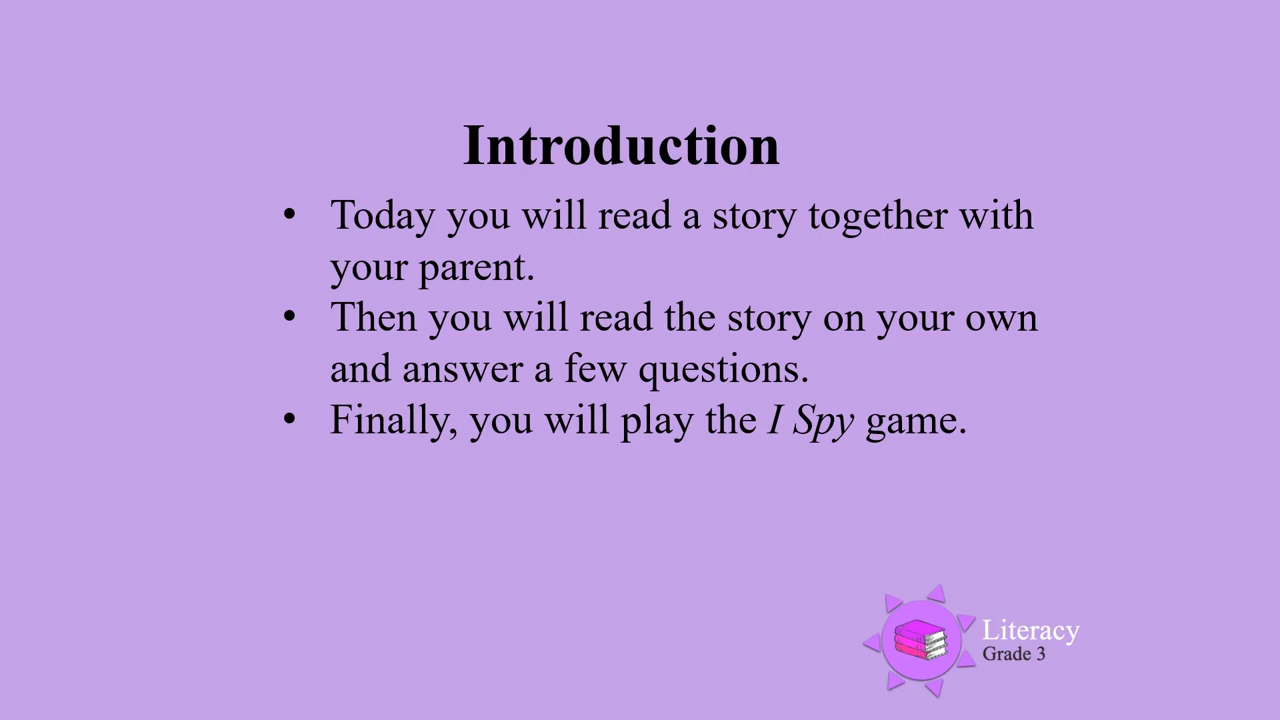 Introduction
• Today you will read a story together with
your parent.
• Then you will read the story on your own
and answer a few questions.
• Finally, you will play the I Spy game.
Literacy
Grade 3